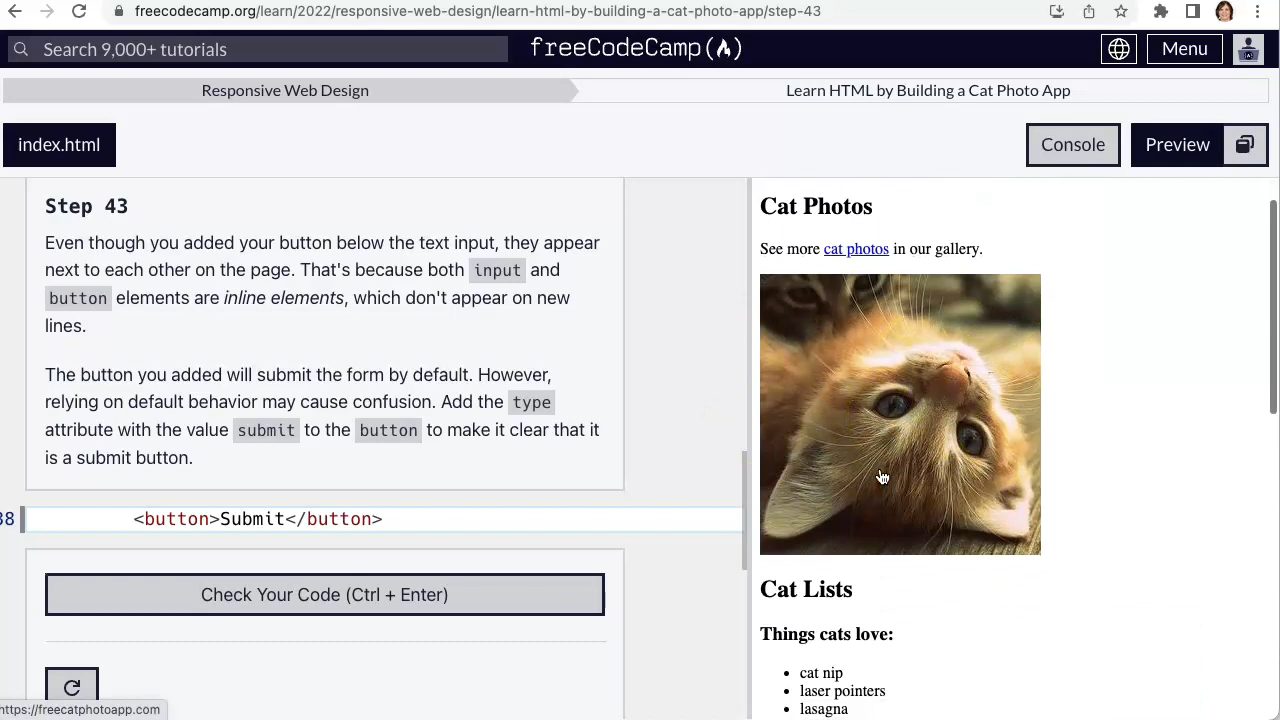 freecodecamp.org/learn/2022/responsive-web-design/learn-html-by-building-a-cat-photo-app/step-43
Search 9,000+ tutorials
freeCodeCamp
Menu
Responsive Web Design
Learn HTML by Building a Cat Photo App
index.html
Console
Preview
Step 43
Even though you added your button below the text input, they appear
next to each other on the page. That's because both input and
button elements are inline elements, which don't appear on new
lines.
The button you added will submit the form by default. However,
relying on default behavior may cause confusion. Add the type
attribute with the value submit to the button to make it clear that it
is a submit button.
38 <button>Submit</button>
Check Your Code (Ctrl + Enter)
https://freecatphotoapp.com
Cat Photos
See more cat photos in our gallery.
Cat Lists
Things cats love:
• cat nip
• laser pointers
• lasagna